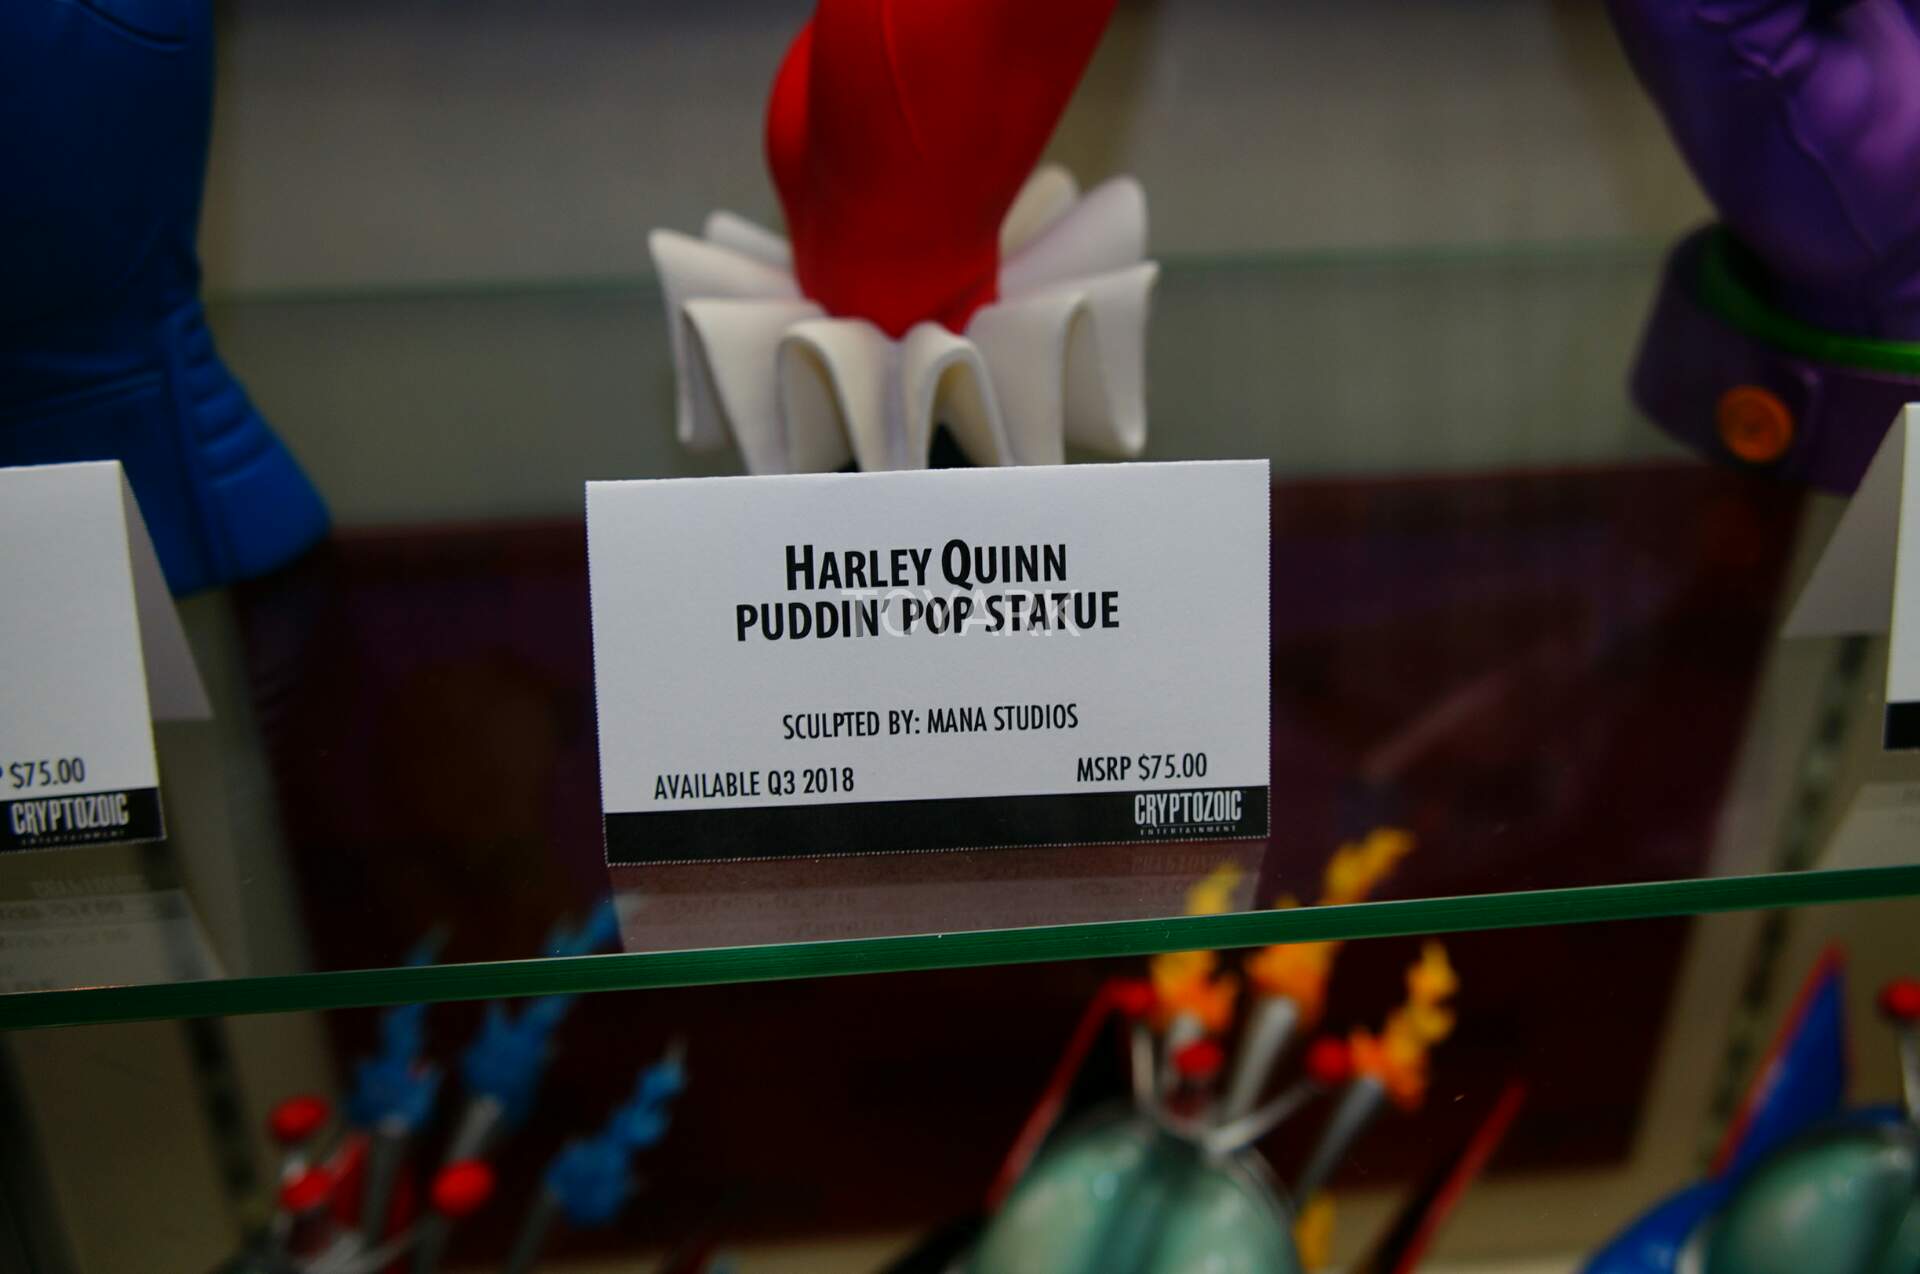 HARLEY QUINN
PUDDIN' POP STATUE
TOYARK
SCULPTED BY: MANA STUDIOS
AVAILABLE Q3 2018
MSRP $75.00
CRYPTOZOIC
ENTERTAINMENT
P $75.00
CRYPTOZOIC
ENTERTAINMENT